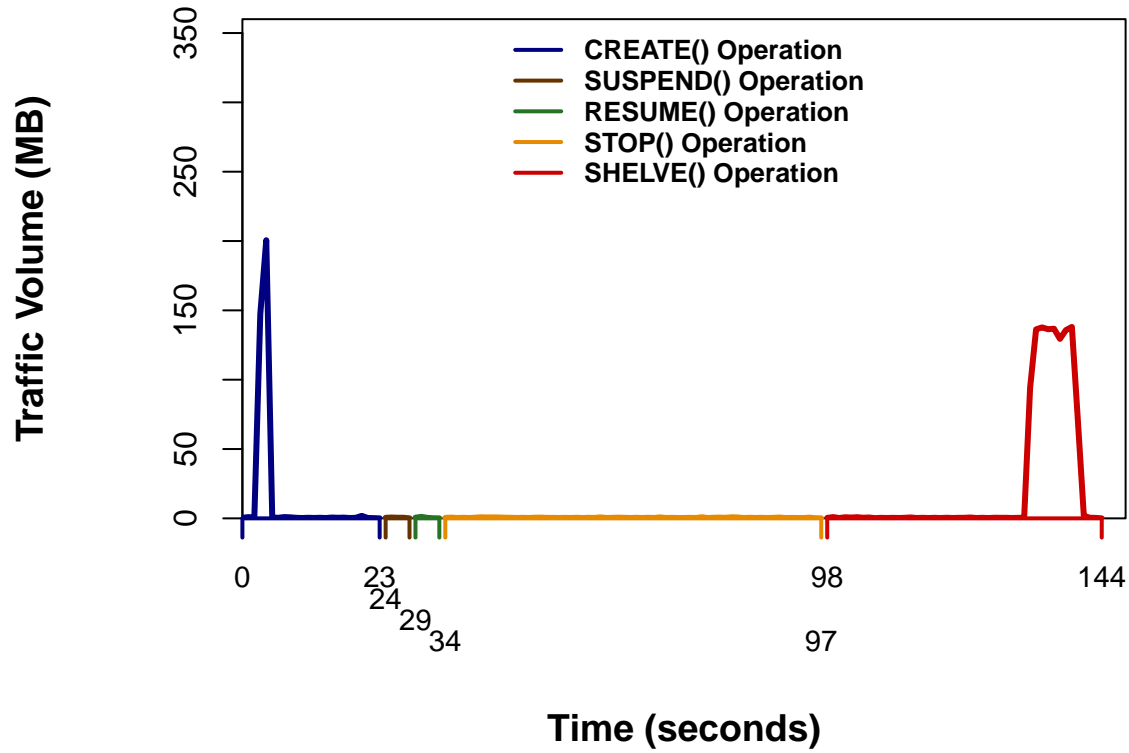 Traffic Volume (MB)
350
250
150
50
0
CREATE() Operation
SUSPEND() Operation
RESUME() Operation
STOP() Operation
SHELVE() Operation
0 23 98 144
24
29
34 97
Time (seconds)